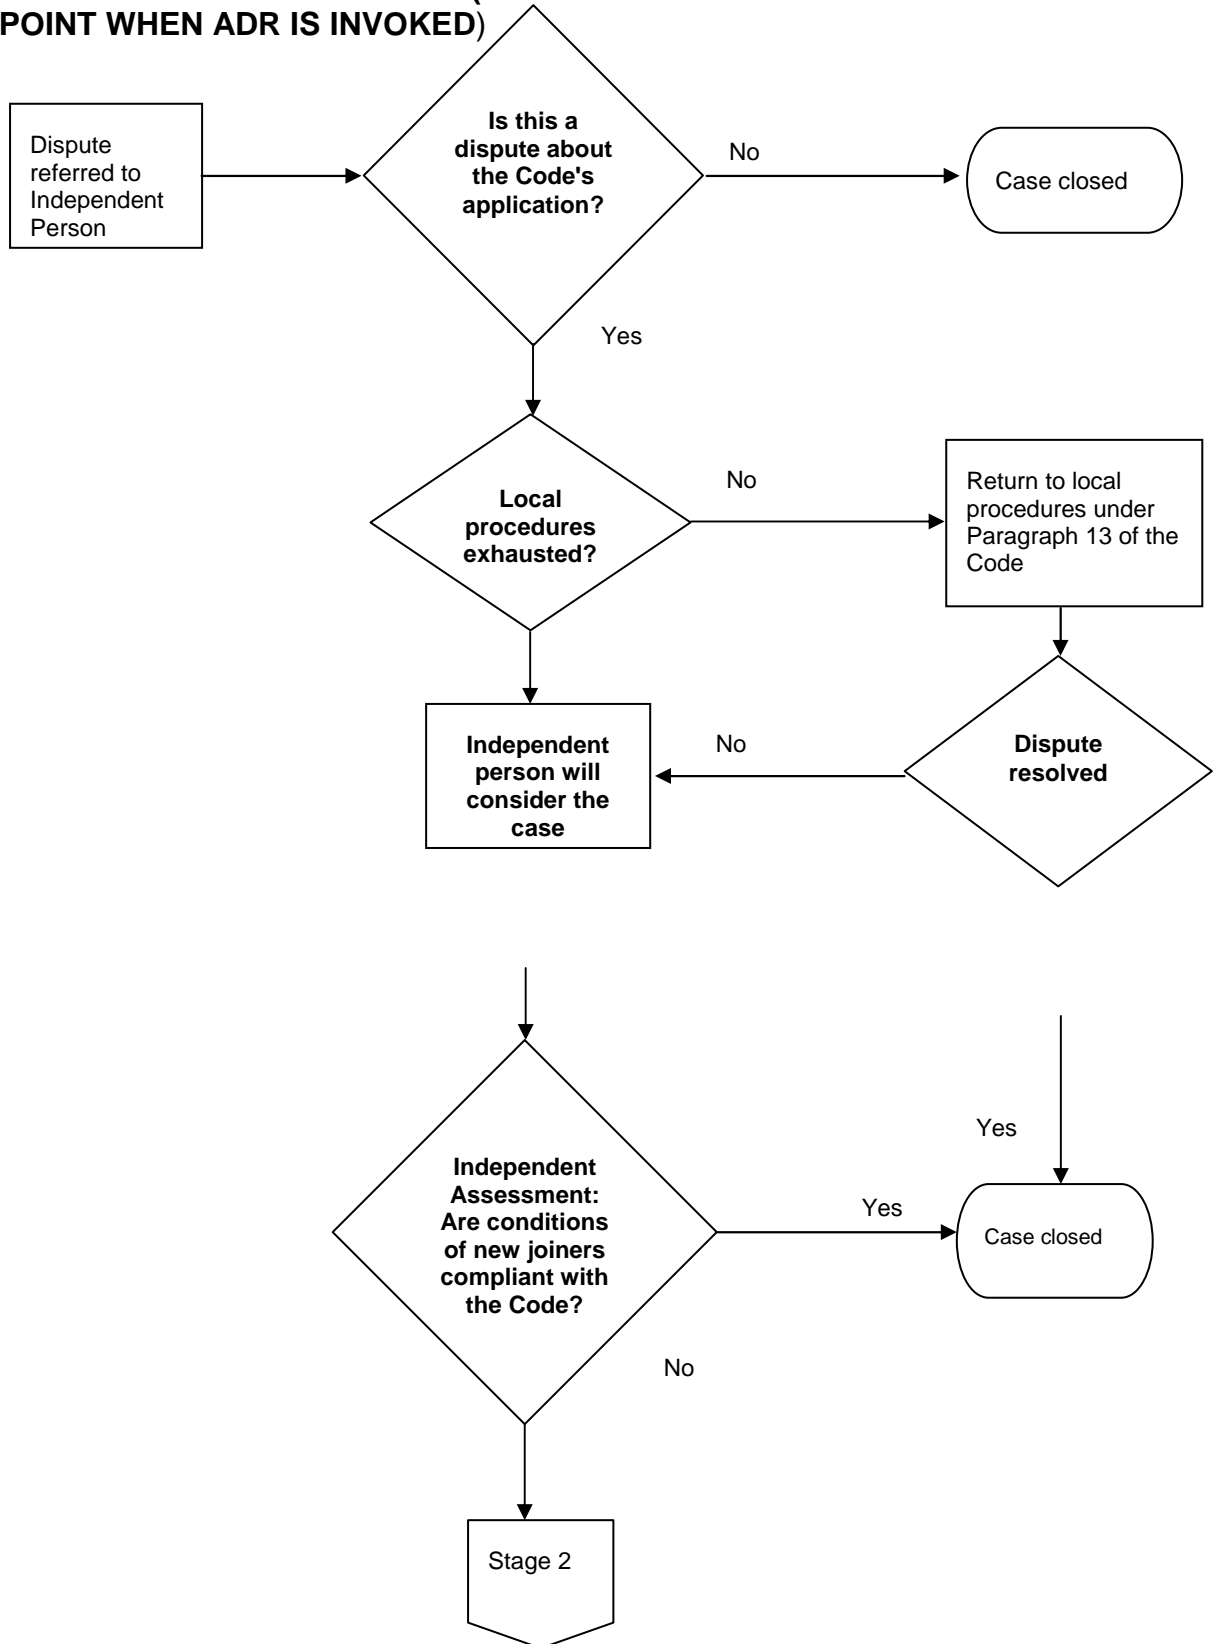 POINT WHEN ADR IS INVOKED)
Is this a
dispute about
the Code's
application?
Dispute
referred to
Independent
Person
No
Case closed
Yes
Local
procedures
exhausted?
No
Return to local
procedures under
Paragraph 13 of the
Code
Independent
person will
consider the
case
No
Dispute
resolved
Independent
Assessment:
Are conditions
of new joiners
compliant with
the Code?
Yes
Yes
Case closed
No
Stage 2